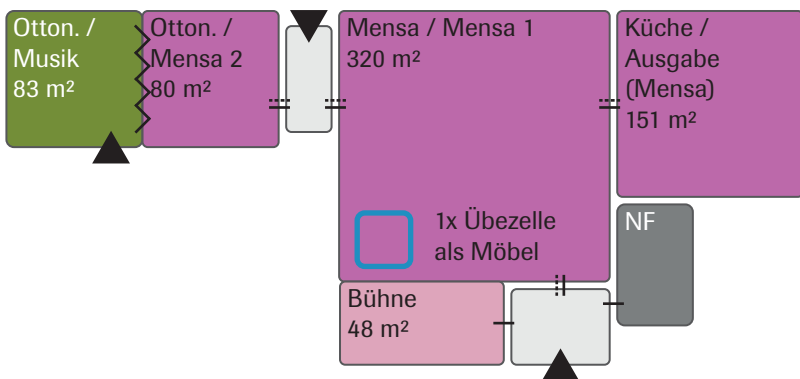 Otton. /
Musik
83 m²
Otton. /
Mensa 2
80 m²
Mensa / Mensa 1
320 m²
Küche /
Ausgabe
(Mensa)
151 m²
1x Übezelle
als Möbel
NF
Bühne
48 m²